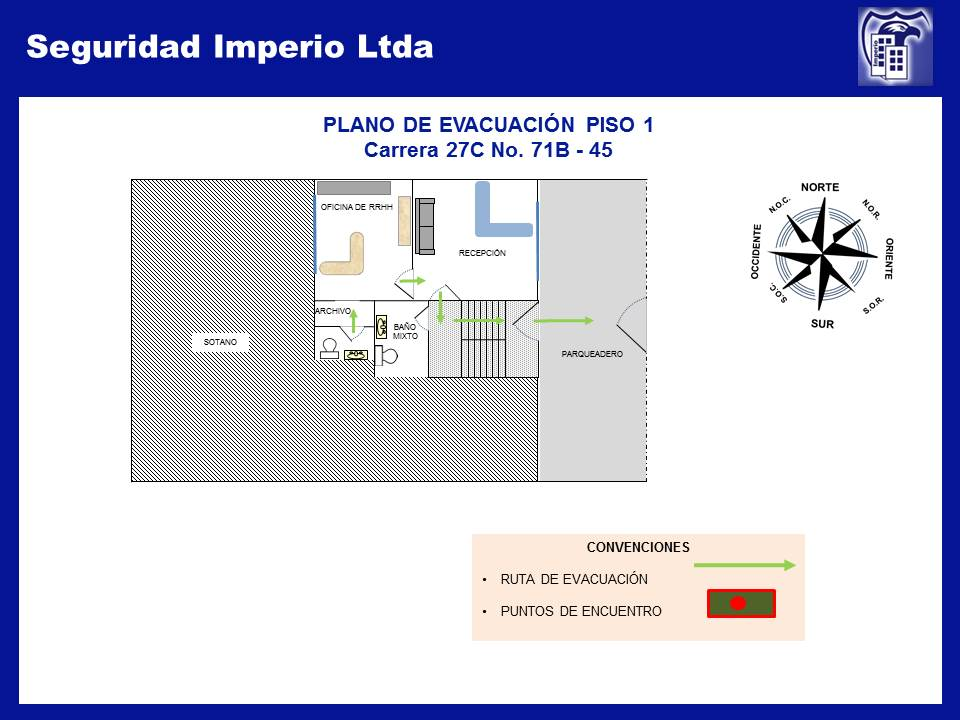 Seguridad Imperio Ltda
Imperio
PLANO DE EVACUACIÓN PISO 1
Carrera 27C No. 71B - 45
OFICINA DE RRHH
RECEPCIÓN
ARCHIVO
BAÑO
MIXTO
SOTANO
PARQUEADERO
NORTE
N.O.C.
N.O.R.
OCCIDENTE
ORIENTE
S.O.C.
S.O.R.
SUR
CONVENCIONES
• RUTA DE EVACUACIÓN
• PUNTOS DE ENCUENTRO